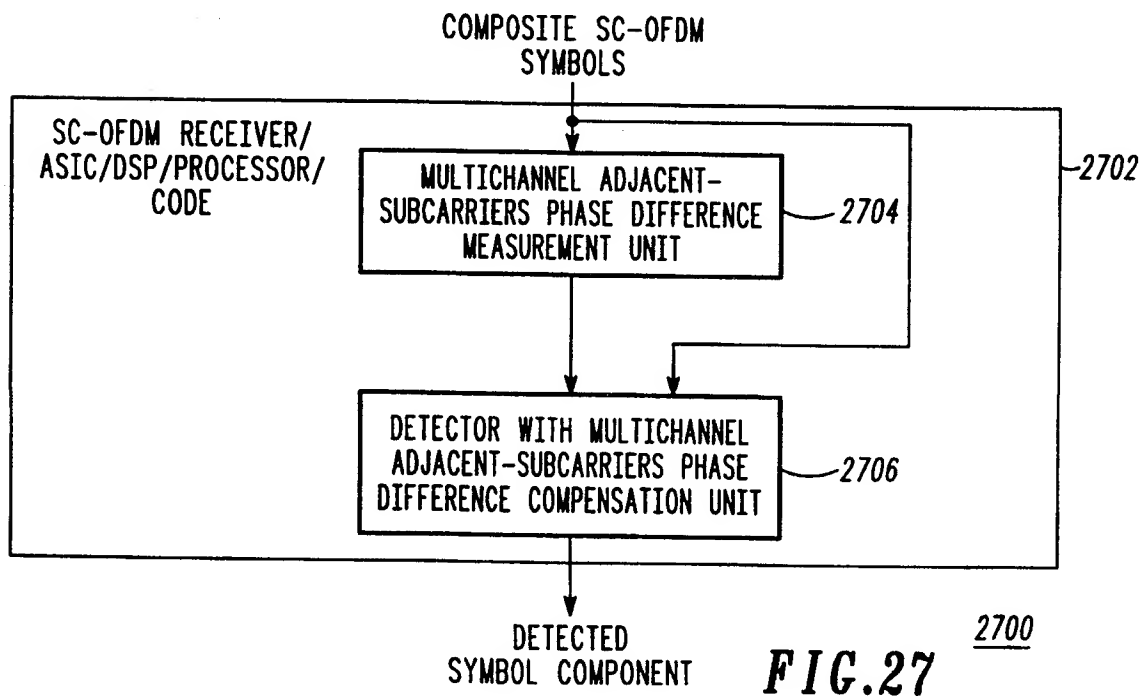 COMPOSITE SC-OFDM
SYMBOLS
SC-OFDM RECEIVER/
ASIC/DSP/PROCESSOR/
CODE
2702
MULTICHANNEL ADJACENT-
SUBCARRIERS PHASE DIFFERENCE
MEASUREMENT UNIT
2704
DETECTOR WITH MULTICHANNEL
ADJACENT-SUBCARRIERS PHASE
DIFFERENCE COMPENSATION UNIT
2706
DETECTED
SYMBOL COMPONENT
2700
FIG.27